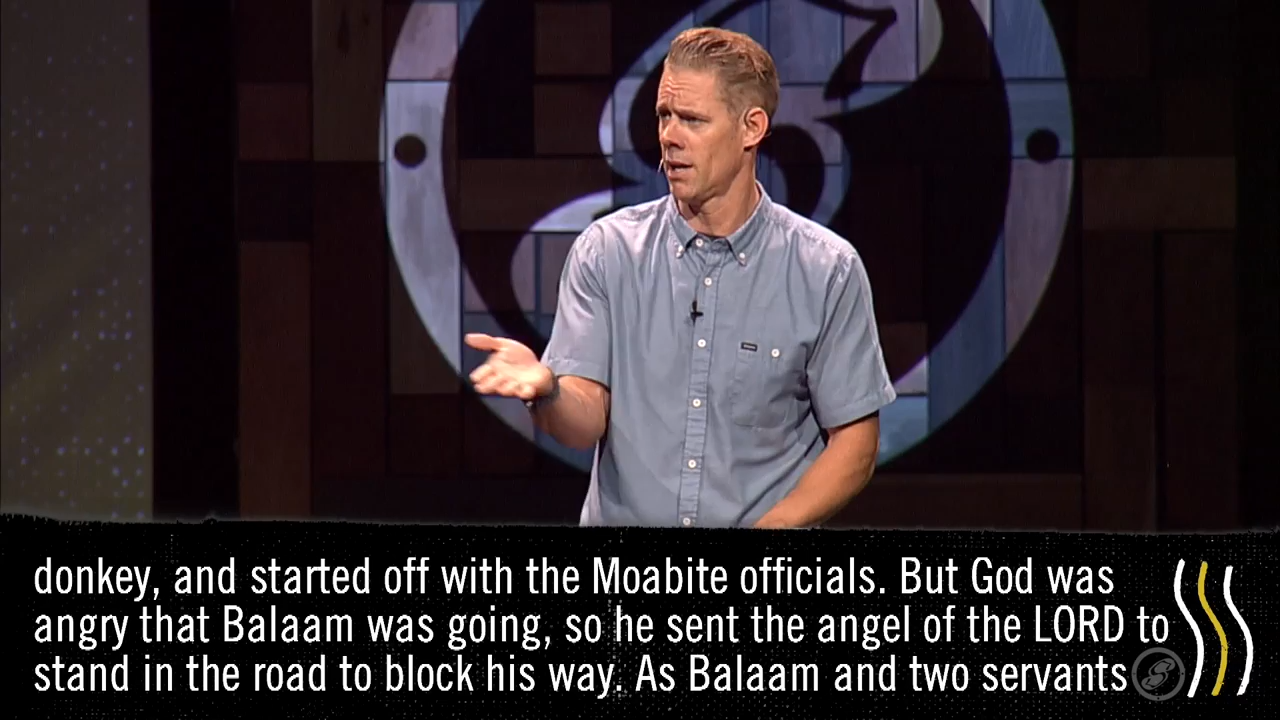 donkey, and started off with the Moabite officials. But God was
angry that Balaam was going, so he sent the angel of the LORD to
stand in the road to block his way. As Balaam and two servants